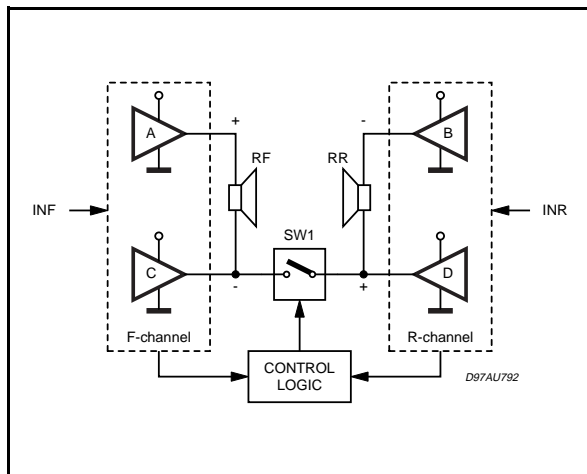 +
-
A
RF
RR
B
INF
INR
SW1
C
D
-
+
F-channel
R-channel
CONTROL
LOGIC
D97AU792